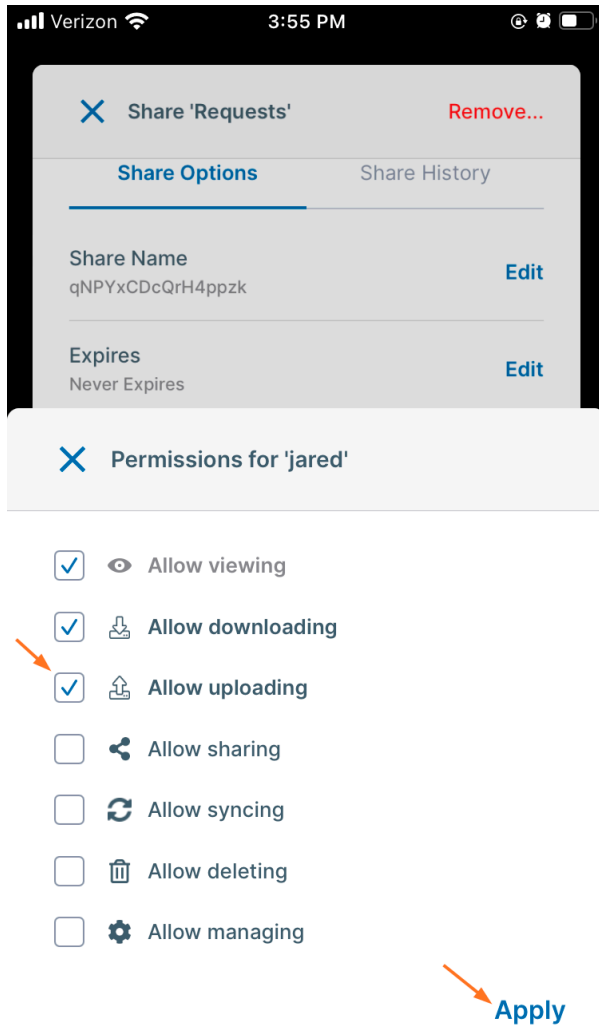 Verizon 3:55 PM
Share 'Requests' Remove...
Share Options Share History
Share Name
qNPYxCDcQrH4ppzk
Edit
Expires
Never Expires
Edit
Permissions for 'jared'
Allow viewing
Allow downloading
Allow uploading
Allow sharing
Allow syncing
Allow deleting
Allow managing
Apply